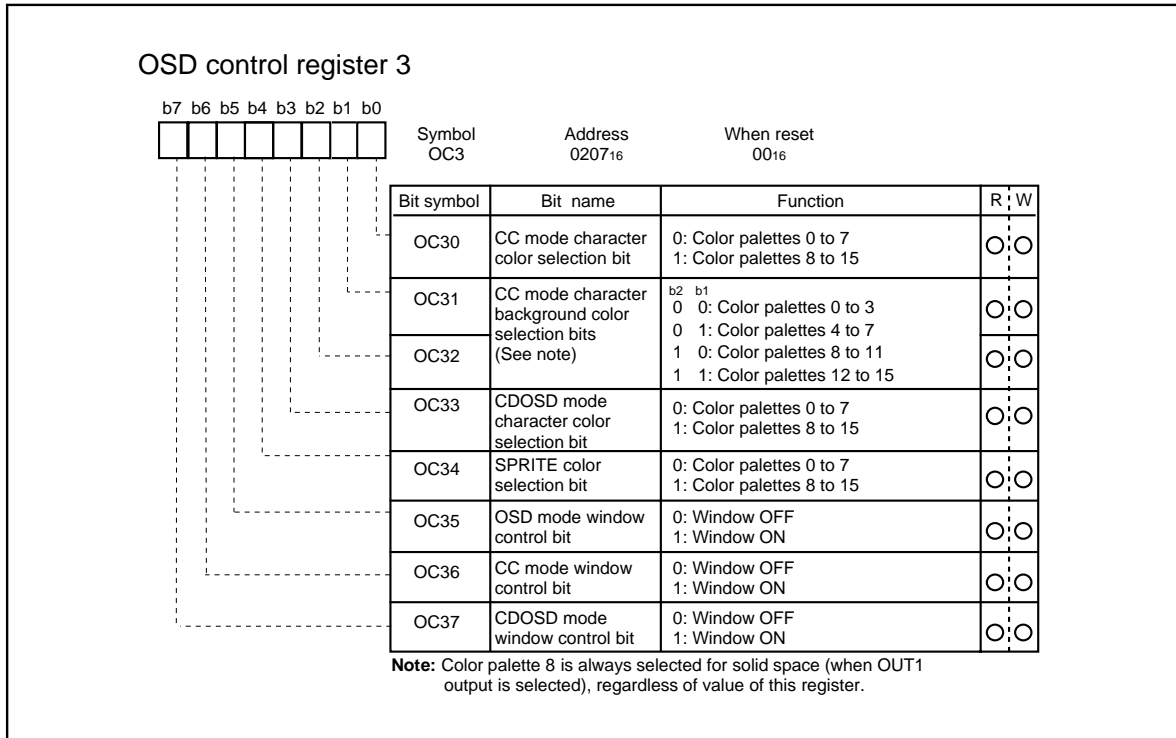 OSD control register 3
b7 b6 b5 b4 b3 b2 b1 b0
Symbol Address When reset
OC3 020716 0016
Bit symbol Bit name Function R W
OC30 CC mode character color selection bit 0: Color palettes 0 to 7
1: Color palettes 8 to 15
OC31 CC mode character
background color
selection bits
(See note)
b2 b1
0 0: Color palettes 0 to 3
0 1: Color palettes 4 to 7
OC32
1 0: Color palettes 8 to 11
1 1: Color palettes 12 to 15
OC33 CDOSD mode
character color
selection bit
0: Color palettes 0 to 7
1: Color palettes 8 to 15
OC34 SPRITE color
selection bit
0: Color palettes 0 to 7
1: Color palettes 8 to 15
OC35 OSD mode window
control bit
0: Window OFF
1: Window ON
OC36 CC mode window
control bit
0: Window OFF
1: Window ON
OC37 CDOSD mode
window control bit
0: Window OFF
1: Window ON
Note: Color palette 8 is always selected for solid space (when OUT1
output is selected), regardless of value of this register.